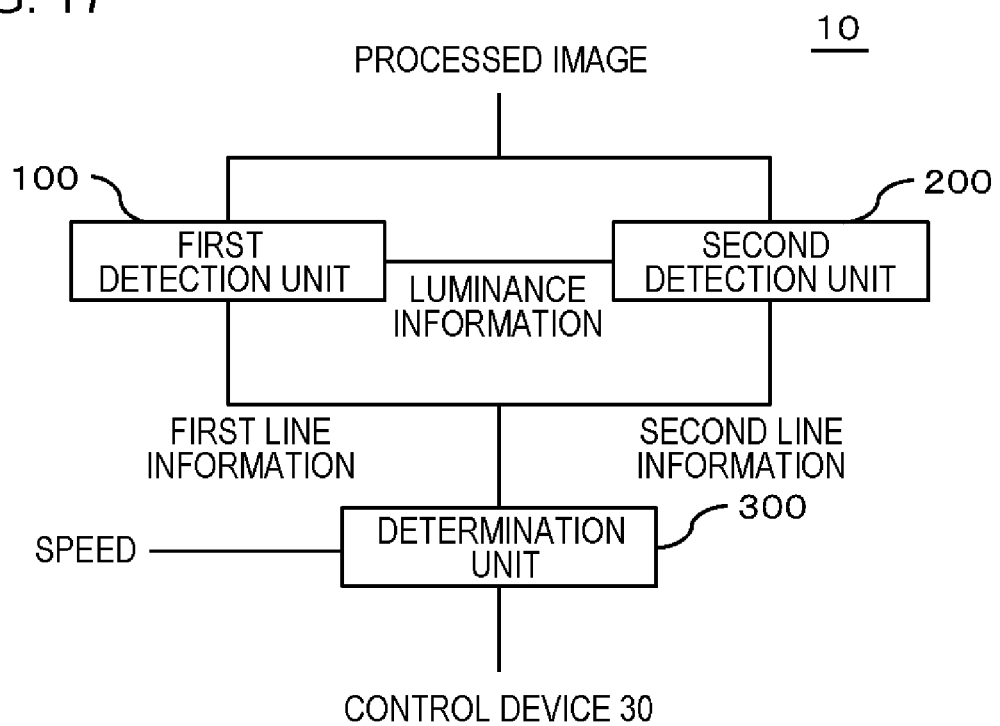 10
PROCESSED IMAGE
100
200
FIRST
DETECTION UNIT
SECOND
DETECTION UNIT
LUMINANCE
INFORMATION
FIRST LINE
INFORMATION
SECOND LINE
INFORMATION
300
DETERMINATION
UNIT
SPEED
CONTROL DEVICE 30